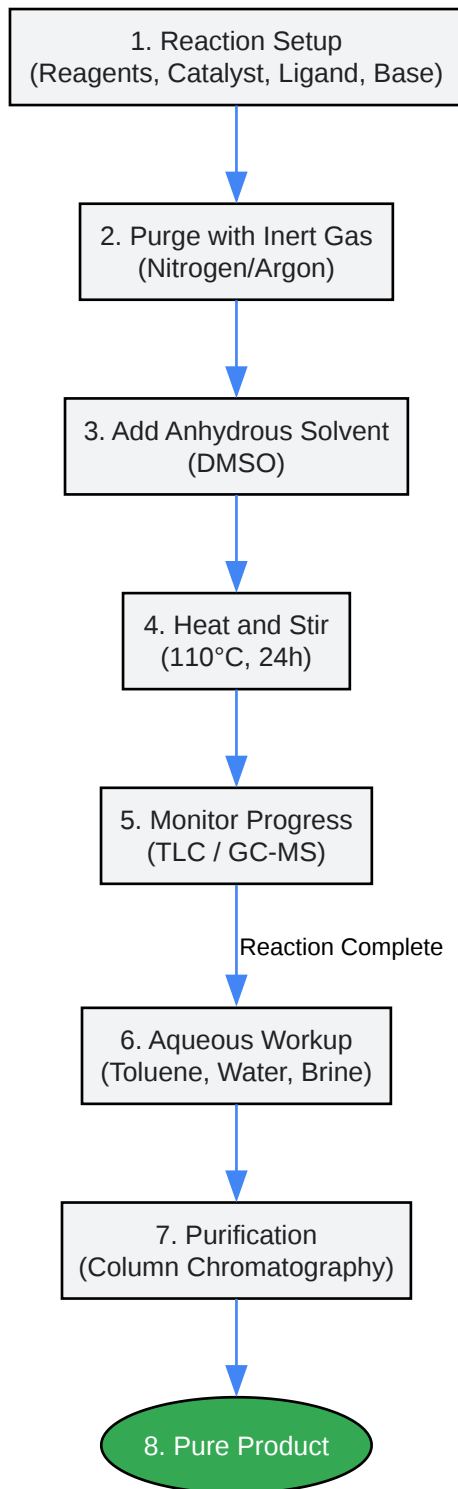 1. Reaction Setup
(Reagents, Catalyst, Ligand, Base)
2. Purge with Inert Gas
(Nitrogen/Argon)
3. Add Anhydrous Solvent
(DMSO)
4. Heat and Stir
(110°C, 24h)
5. Monitor Progress
(TLC / GC-MS)
Reaction Complete
6. Aqueous Workup
(Toluene, Water, Brine)
7. Purification
(Column Chromatography)
8. Pure Product